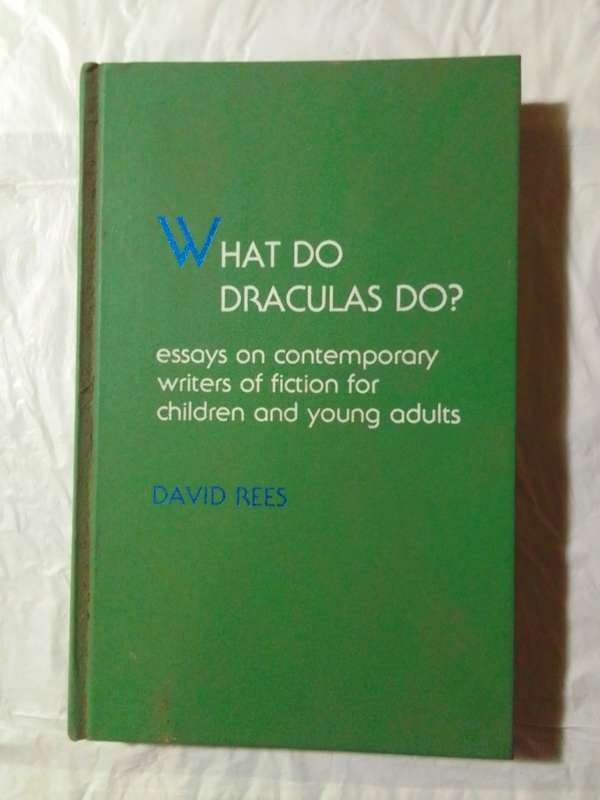 WHAT DO
DRACULAS DO?
essays on contemporary
writers of fiction for
children and young adults
DAVID REES